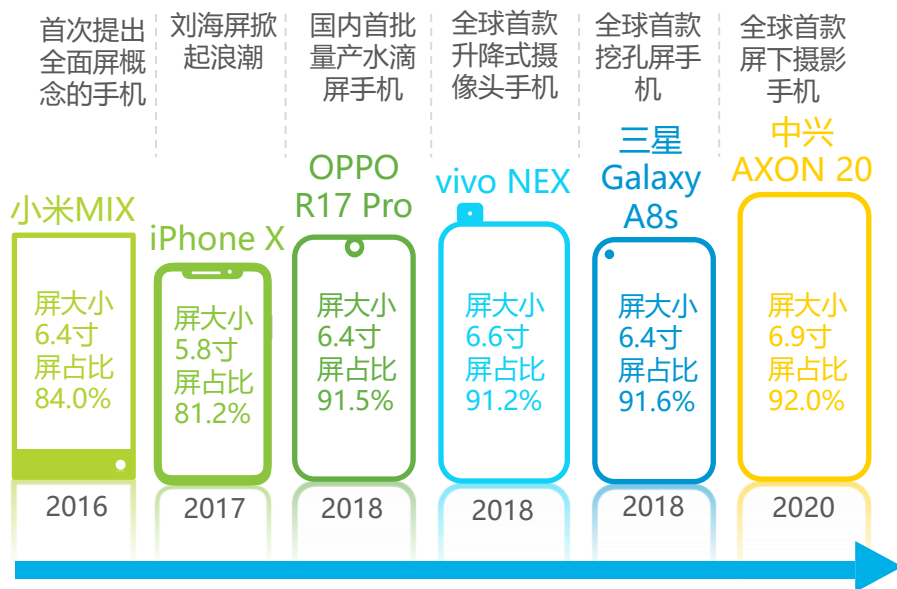 首次提出
全面屏概
念的手机
刘海屏掀
起浪潮
国内首批
量产水滴
屏手机
全球首款
升降式摄
像头手机
全球首款
挖孔屏手
机
全球首款
屏下摄影
手机
小米MIX
iPhone X
OPPO
R17 Pro
vivo NEX
三星
Galaxy
A8s
中兴
AXON 20
屏大小
6.4寸
屏占比
84.0%
屏大小
5.8寸
屏占比
81.2%
屏大小
6.4寸
屏占比
91.5%
屏大小
6.6寸
屏占比
91.2%
屏大小
6.4寸
屏占比
91.6%
屏大小
6.9寸
屏占比
92.0%
2016
2017
2018
2018
2018
2020